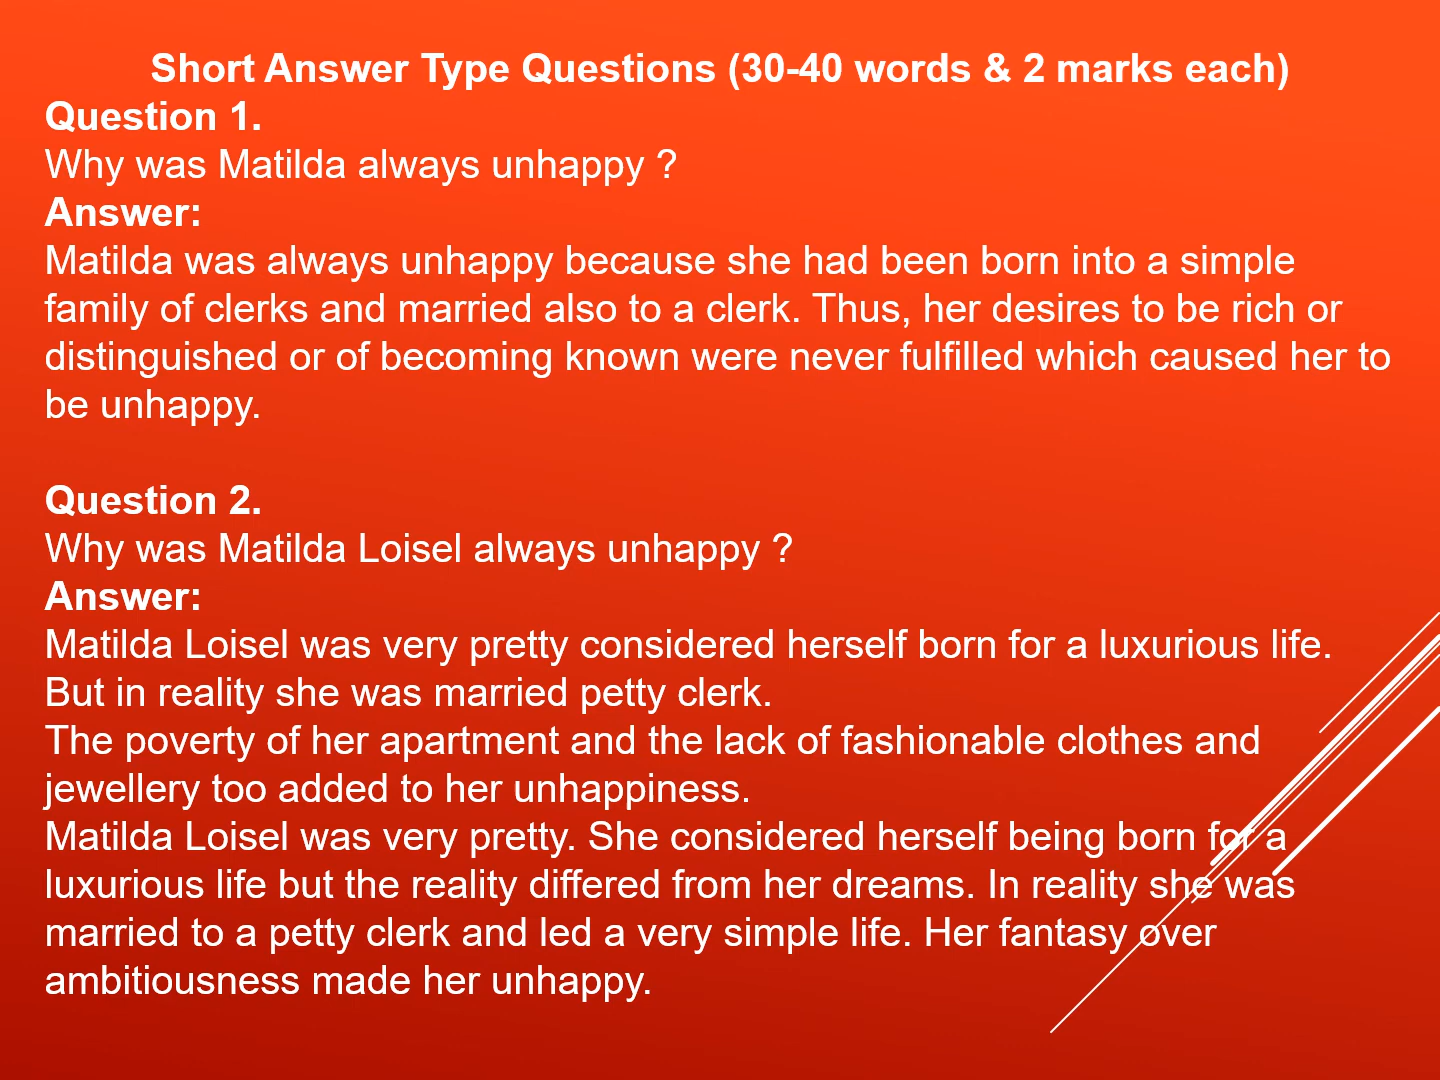 Short Answer Type Questions (30-40 words & 2 marks each)
Question 1.
Why was Matilda always unhappy ?
Answer:
Matilda was always unhappy because she had been born into a simple
family of clerks and married also to a clerk. Thus, her desires to be rich or
distinguished or of becoming known were never fulfilled which caused her to
be unhappy.
Question 2.
Why was Matilda Loisel always unhappy ?
Answer:
Matilda Loisel was very pretty considered herself born for a luxurious life.
But in reality she was married petty clerk.
The poverty of her apartment and the lack of fashionable clothes and
jewellery too added to her unhappiness.
Matilda Loisel was very pretty. She considered herself being born for a
luxurious life but the reality differed from her dreams. In reality she was
married to a petty clerk and led a very simple life. Her fantasy over
ambitiousness made her unhappy.